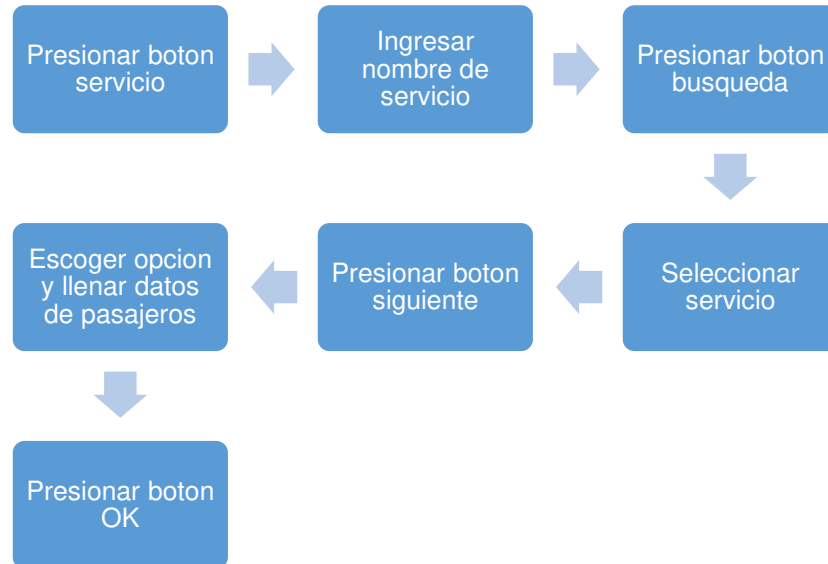 Presionar boton
servicio
Ingresar
nombre de
servicio
Presionar boton
busqueda
Seleccionar
servicio
Presionar boton
siguiente
Escoger opcion
y llenar datos
de pasajeros
Presionar boton
OK